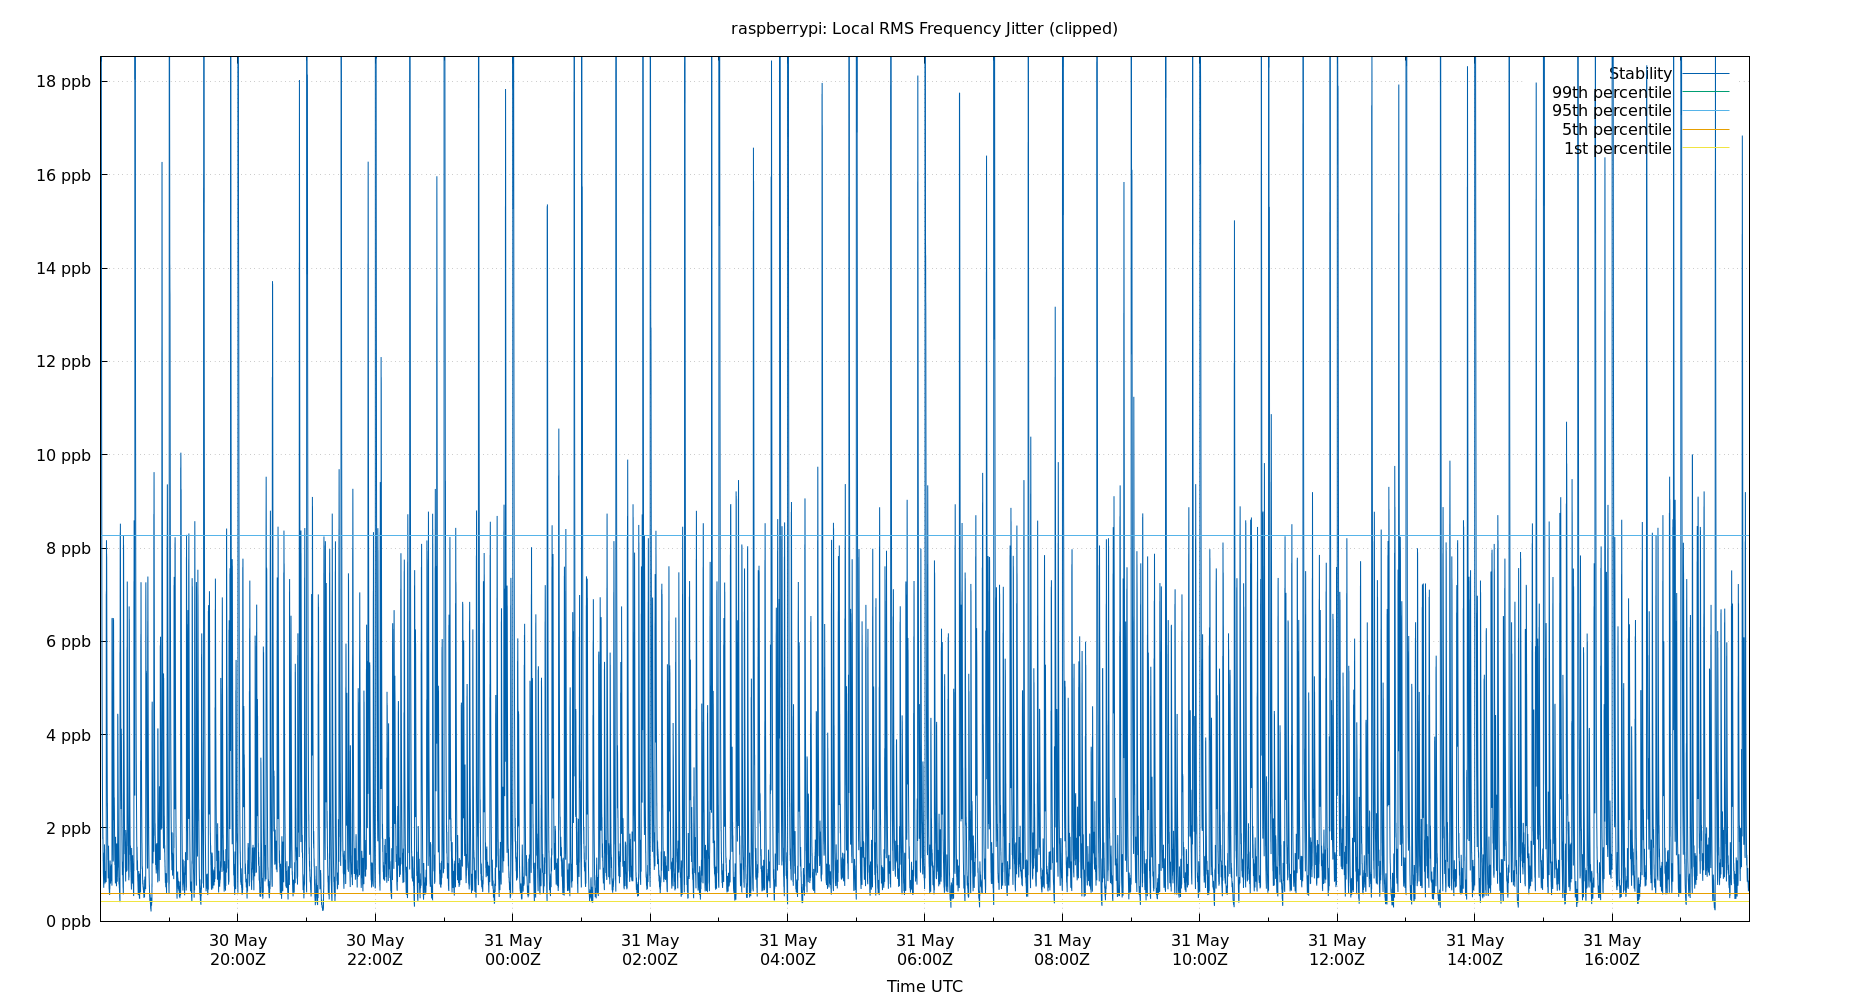 raspberrypi: Local RMS Frequency Jitter (clipped)
18 ppb
16 ppb
14 ppb
12 ppb
10 ppb
8 ppb
6 ppb
4 ppb
2 ppb
0 ppb
Stability
99th percentile
95th percentile
5th percentile
1st percentile
30 May 30 May 31 May 31 May 31 May 31 May 31 May 31 May 31 May 31 May 31 May
20:00Z 22:00Z 00:00Z 02:00Z 04:00Z 06:00Z 08:00Z 10:00Z 12:00Z 14:00Z 16:00Z
Time UTC